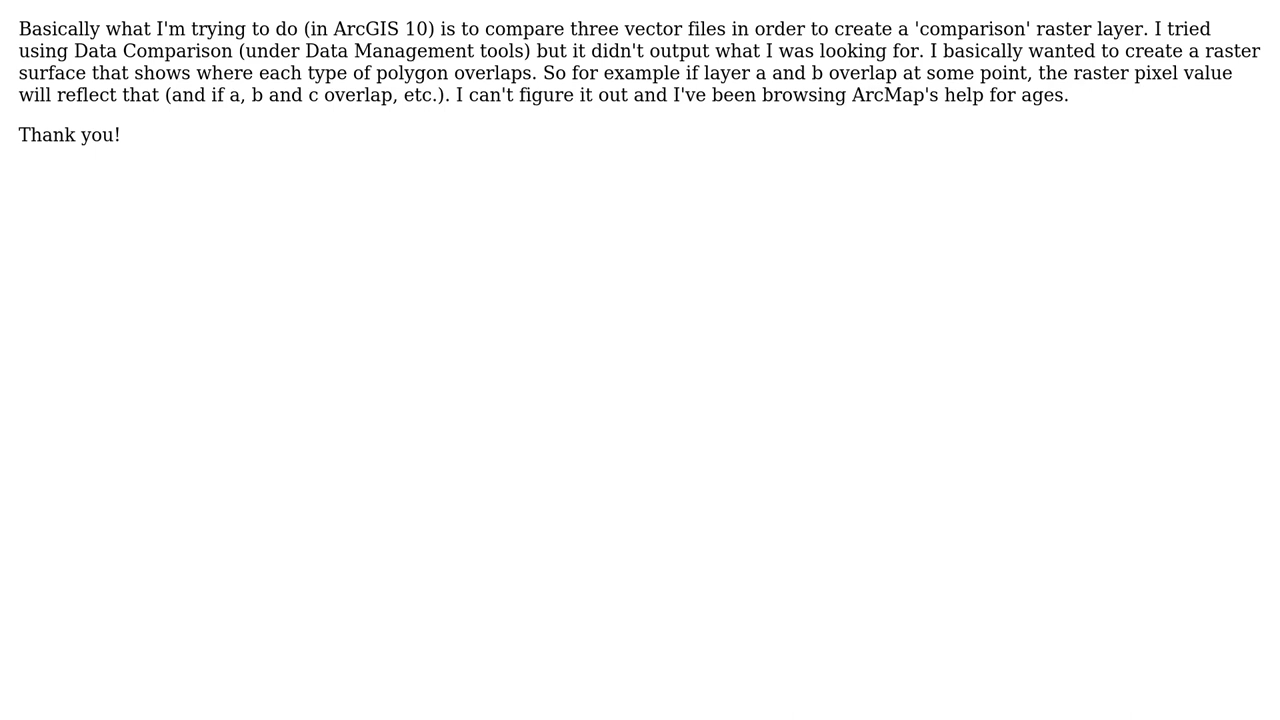 Basically what I'm trying to do (in ArcGIS 10) is to compare three vector files in order to create a 'comparison' raster layer. I tried
using Data Comparison (under Data Management tools) but it didn't output what I was looking for. I basically wanted to create a raster
surface that shows where each type of polygon overlaps. So for example if layer a and b overlap at some point, the raster pixel value
will reflect that (and if a, b and c overlap, etc.). I can't figure it out and I've been browsing ArcMap's help for ages.
Thank you!